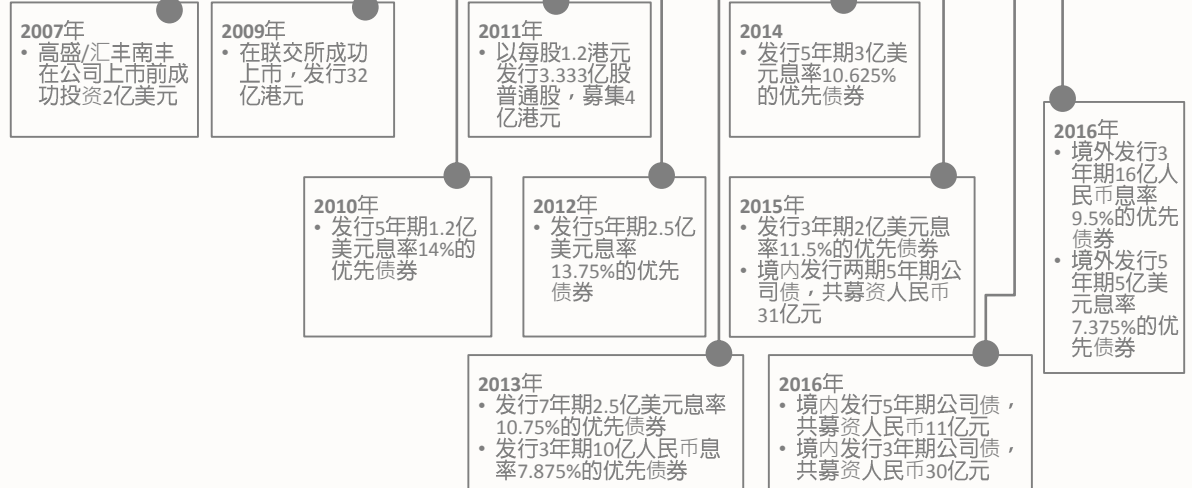 2007年
• 高盛/汇丰南丰
在公司上市前成
功投资2亿美元
2009年
• 在联交所成功
上市，发行32
亿港元
2011年
• 以每股1.2港元
发行3.333亿股
普通股，募集4
亿港元
2014
• 发行5年期3亿美
元息率10.625%
的优先债券
2016年
• 境外发行3
年期16亿人
民币息率
9.5%的优先
债券
• 境外发行5
年期5亿美
元息率
7.375%的优
先债券
2010年
• 发行5年期1.2亿
美元息率14%的
优先债券
2012年
• 发行5年期2.5亿
美元息率
13.75%的优先
债券
2015年
• 发行3年期2亿美元息
率11.5%的优先债券
• 境内发行两期5年期公
司债，共募资人民币
31亿元
2013年
• 发行7年期2.5亿美元息率
10.75%的优先债券
• 发行3年期10亿人民币息
率7.875%的优先债券
2016年
• 境内发行5年期公司债，
共募资人民币11亿元
• 境内发行3年期公司债，
共募资人民币30亿元